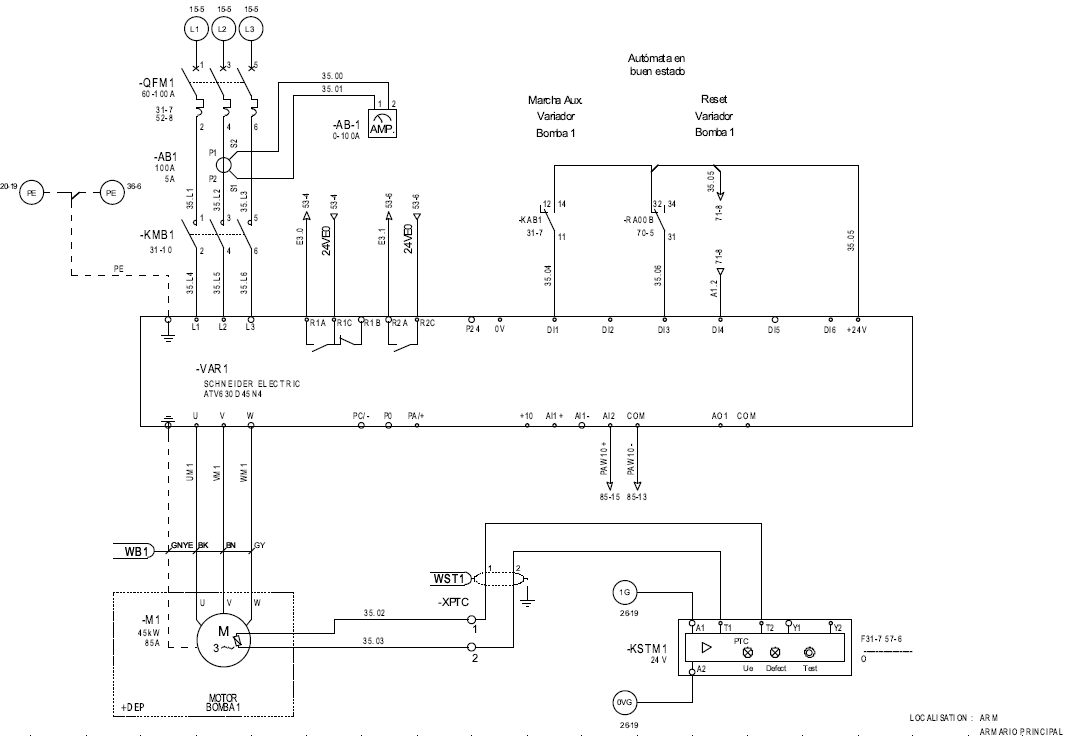 15-5 15-5 15-5
L1 L2 L3
1 3 5
-QFM1
60-100A
31-7
52-8
2 4 6
35.00
35.01
1 2
AMP.
-AB-1
0-100A
Autómata en
buen estado
Marcha Aux.
Variador
Bomba 1
Reset
Variador
Bomba 1
-AB1
100A
5A
P1
P2
S2
S1
20-19
PE
PE
36-6
35.L1
35.L2
35.L3
1 3 5
-KMB1
31-10
2 4 6
PE
35.L4
35.L5
35.L6
53-4
53-4
53-6
53-6
E3.0
24VE0
E3.1
24VE0
12 14
-KAB1
31-7
11
35.04
32 34
-RA00B
70-5
31
35.06
35.05
71-8
71-8
A1.2
35.05
L1 L2 L3 R1A R1C R1B R2A R2C P24 0V DI1 DI2 DI3 DI4 DI5 DI6 +24V
-VAR1
SCHNEIDER ELECTRIC
ATV630D45N4
U V W PC/- P0 PA/+ +10 AI1+ AI1- AI2 COM AO1 COM
UM1
VM1
WM1
PAW10+
PAW10-
85-15 85-13
WB1
GNYE BK BN GY
WST1
1 2
-XPTC
1
2
U V W
-M1
45kW
85A
M
3
35.02
35.03
MOTOR
BOMBA1
+DEP
1G
26-19
A1 T1 T2 Y1 Y2
-KSTM1
24 V
PTC
Ue Defect Test
A2
F31-7 57-6
O
0VG
26-19
LOCALISATION : ARM
ARMARIO PRINCIPAL